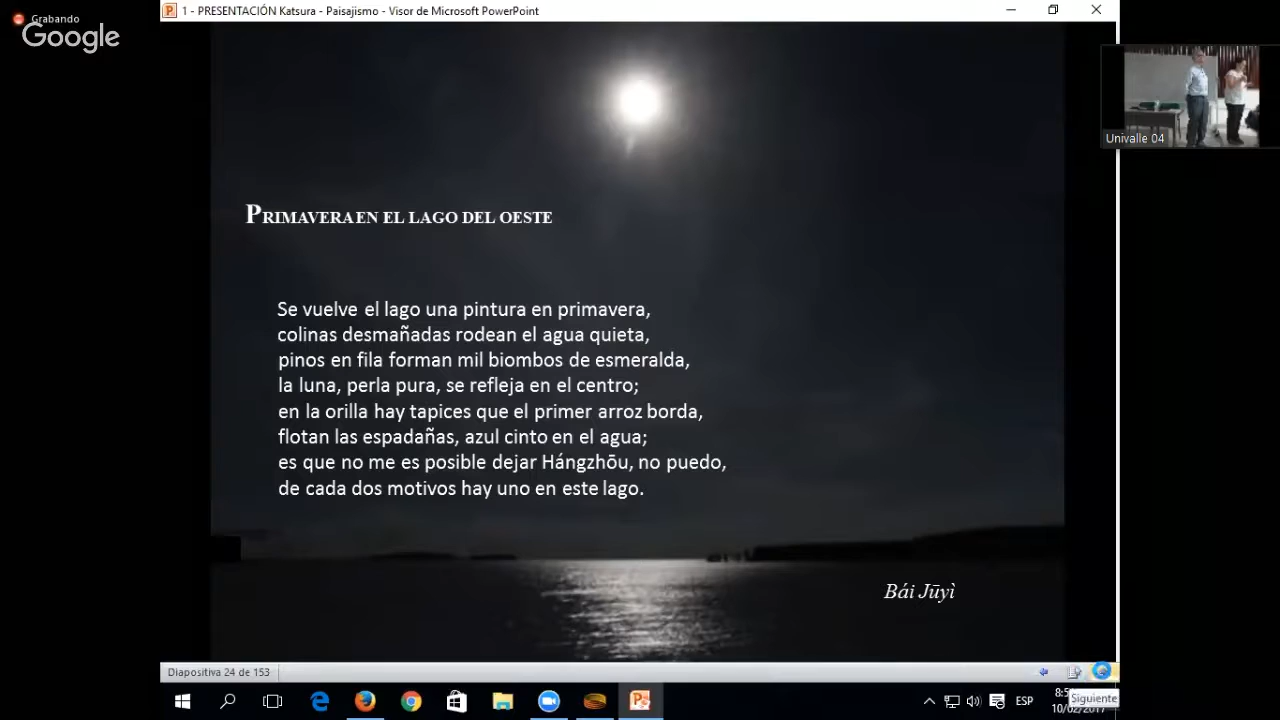 1 - PRESENTACIÓN Katsura - Paisajismo - Visor de Microsoft PowerPoint
Grabando
Google
Univalle 04
PRIMAVERA EN EL LAGO DEL OESTE
Se vuelve el lago una pintura en primavera,
colinas desmañadas rodean el agua quieta,
pinos en fila forman mil biombos de esmeralda,
la luna, perla pura, se refleja en el centro;
en la orilla hay tapices que el primer arroz borda,
flotan las espadañas, azul cinto en el agua;
es que no me es posible dejar Hángzhōu, no puedo,
de cada dos motivos hay uno en este lago.
Bái Jūyì
Diapositiva 24 de 153
ESP
Siguiente